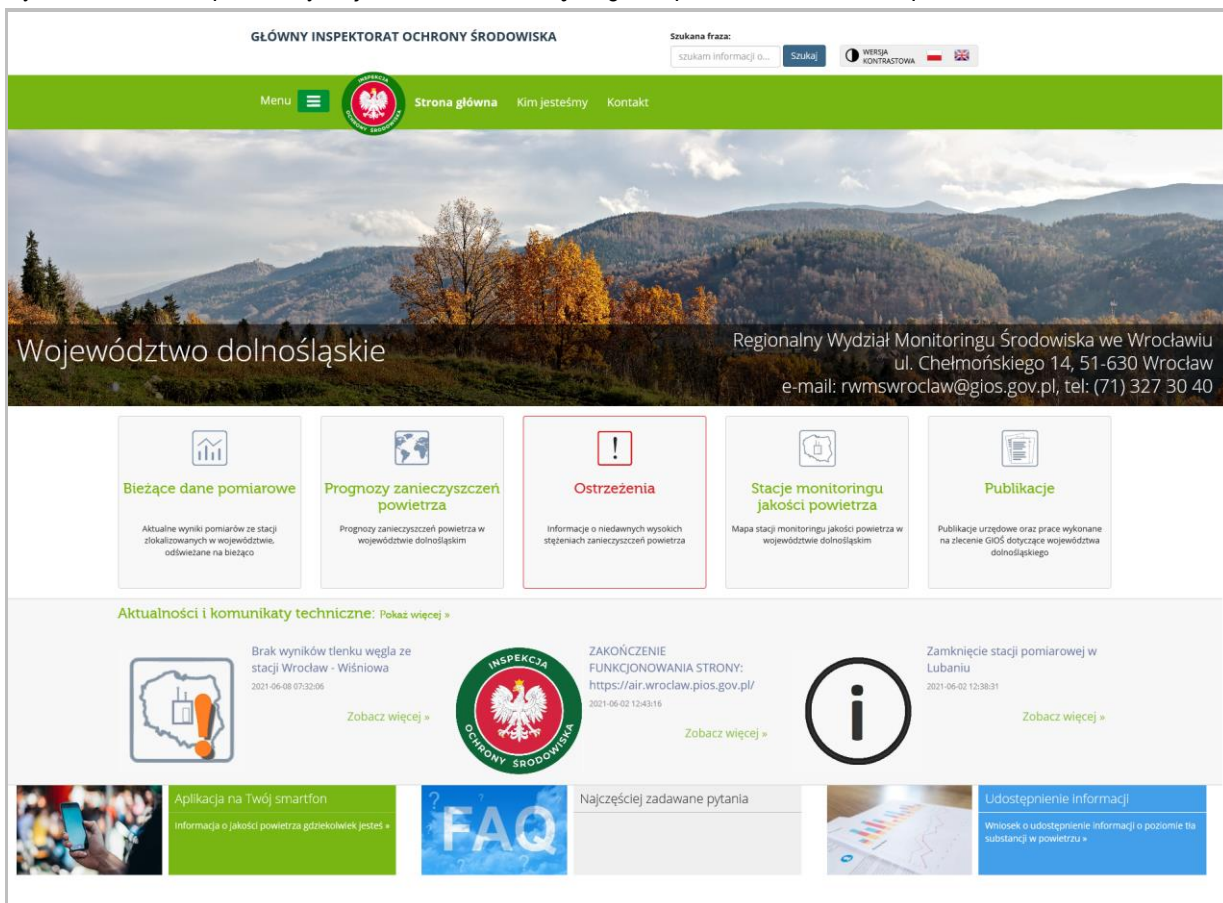 GŁÓWNY INSPEKTORAT OCHRONY ŚRODOWISKA
Szukana fraza:
szukam informacji o...
Szukaj
WERSJA
KONTRASTOWA
Menu
INSPEKCJA
OCHRONY ŚRODOWISKA
Strona główna
Kim jesteśmy
Kontakt
Województwo dolnośląskie
Regionalny Wydział Monitoringu Środowiska we Wrocławiu
ul. Chełmońskiego 14, 51-630 Wrocław
e-mail: rwmswroclaw@gios.gov.pl, tel: (71) 327 30 40
Bieżące dane pomiarowe
Aktualne wyniki pomiarów ze stacji
zlokalizowanych w województwie,
odświeżane na bieżąco
Prognozy zanieczyszczeń
powietrza
Prognozy zanieczyszczeń powietrza w
województwie dolnośląskim
!
Ostrzeżenia
Informacje o niedawnych wysokich
stężeniach zanieczyszczeń powietrza
Stacje monitoringu
jakości powietrza
Mapa stacji monitoringu jakości powietrza w
województwie dolnośląskim
Publikacje
Publikacje urzędowe oraz prace wykonane
na zlecenie GIOŚ dotyczące województwa
dolnośląskiego
Aktualności i komunikaty techniczne: Pokaż więcej »
Brak wyników tlenku węgla ze
stacji Wrocław - Wiśniowa
2021-06-08 07:32:06
Zobacz więcej »
INSPEKCJA
OCHRONY ŚRODOWISKA
ZAKOŃCZENIE
FUNKCJONOWANIA STRONY:
https://air.wroclaw.pios.gov.pl/
2021-06-02 12:43:16
Zobacz więcej »
i
Zamknięcie stacji pomiarowej w
Lubaniu
2021-06-02 12:38:31
Zobacz więcej »
Aplikacja na Twój smartfon
Informacja o jakości powietrza gdziekolwiek jesteś »
FAQ
Najczęściej zadawane pytania
Udostępnienie informacji
Wniosek o udostępnienie informacji o poziomie tła
substancji w powietrzu »